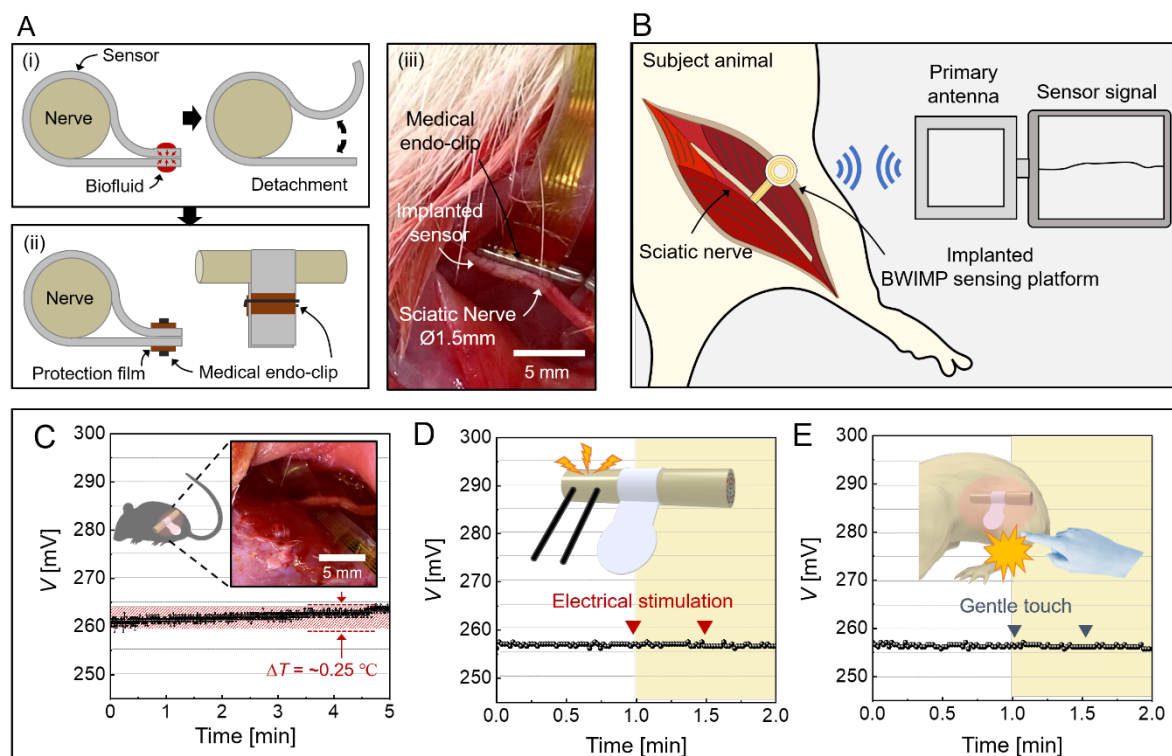 A
(i)
Sensor
Nerve
Biofluid
Detachment
(ii)
Nerve
Protection film
Medical endo-clip
(iii)
Medical
endo-clip
Implanted
sensor
Sciatic Nerve
Ø1.5mm
5 mm
B
Subject animal
Primary
antenna
Sensor signal
Sciatic nerve
Implanted
BWIMP sensing platform
C
300
290
280
270
260
250
V [mV]
5 mm
ΔT = ~0.25 °C
0 1 2 3 4 5
Time [min]
D
300
290
280
270
260
250
V [mV]
Electrical stimulation
0.0 0.5 1.0 1.5 2.0
Time [min]
E
300
290
280
270
260
250
V [mV]
Gentle touch
0.0 0.5 1.0 1.5 2.0
Time [min]